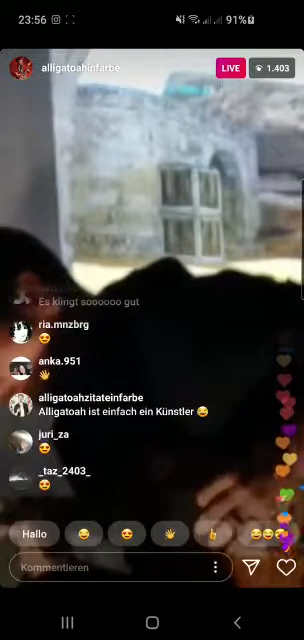 23:56
91%
alligatoahinfarbe
LIVE
1.403
Es klingt soooooo gut
ria.mnzbrg
😍
anka.951
👋
alligatoahzitateinfarbe
Alligatoah ist einfach ein Künstler 😂
juri_za
😍
_taz_2403_
😍
Hallo 😂 😍 👋 😂😂😂
Kommentieren